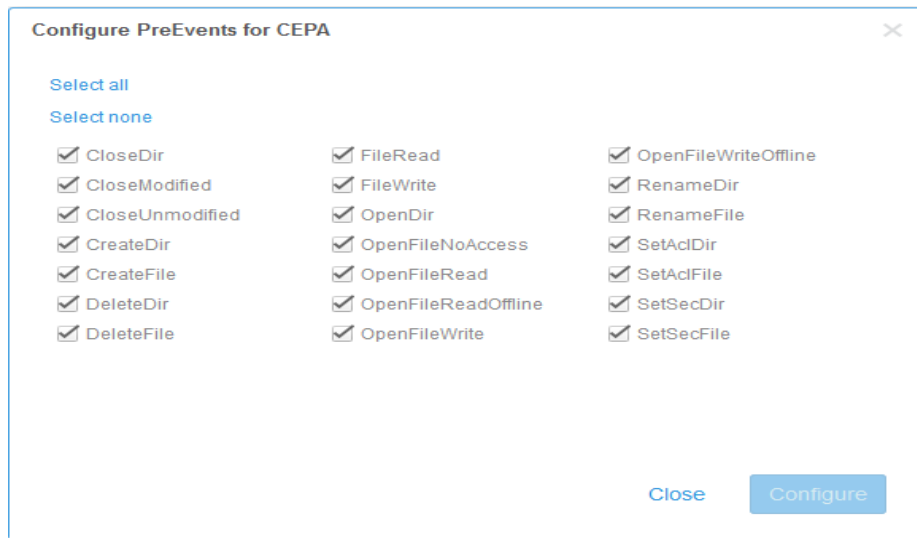 Configure PreEvents for CEPA
Select all
Select none
CloseDir
CloseModified
CloseUnmodified
CreateDir
CreateFile
DeleteDir
DeleteFile
FileRead
FileWrite
OpenDir
OpenFileNoAccess
OpenFileRead
OpenFileReadOffline
OpenFileWrite
OpenFileWriteOffline
RenameDir
RenameFile
SetAclDir
SetAclFile
SetSecDir
SetSecFile
Close
Configure